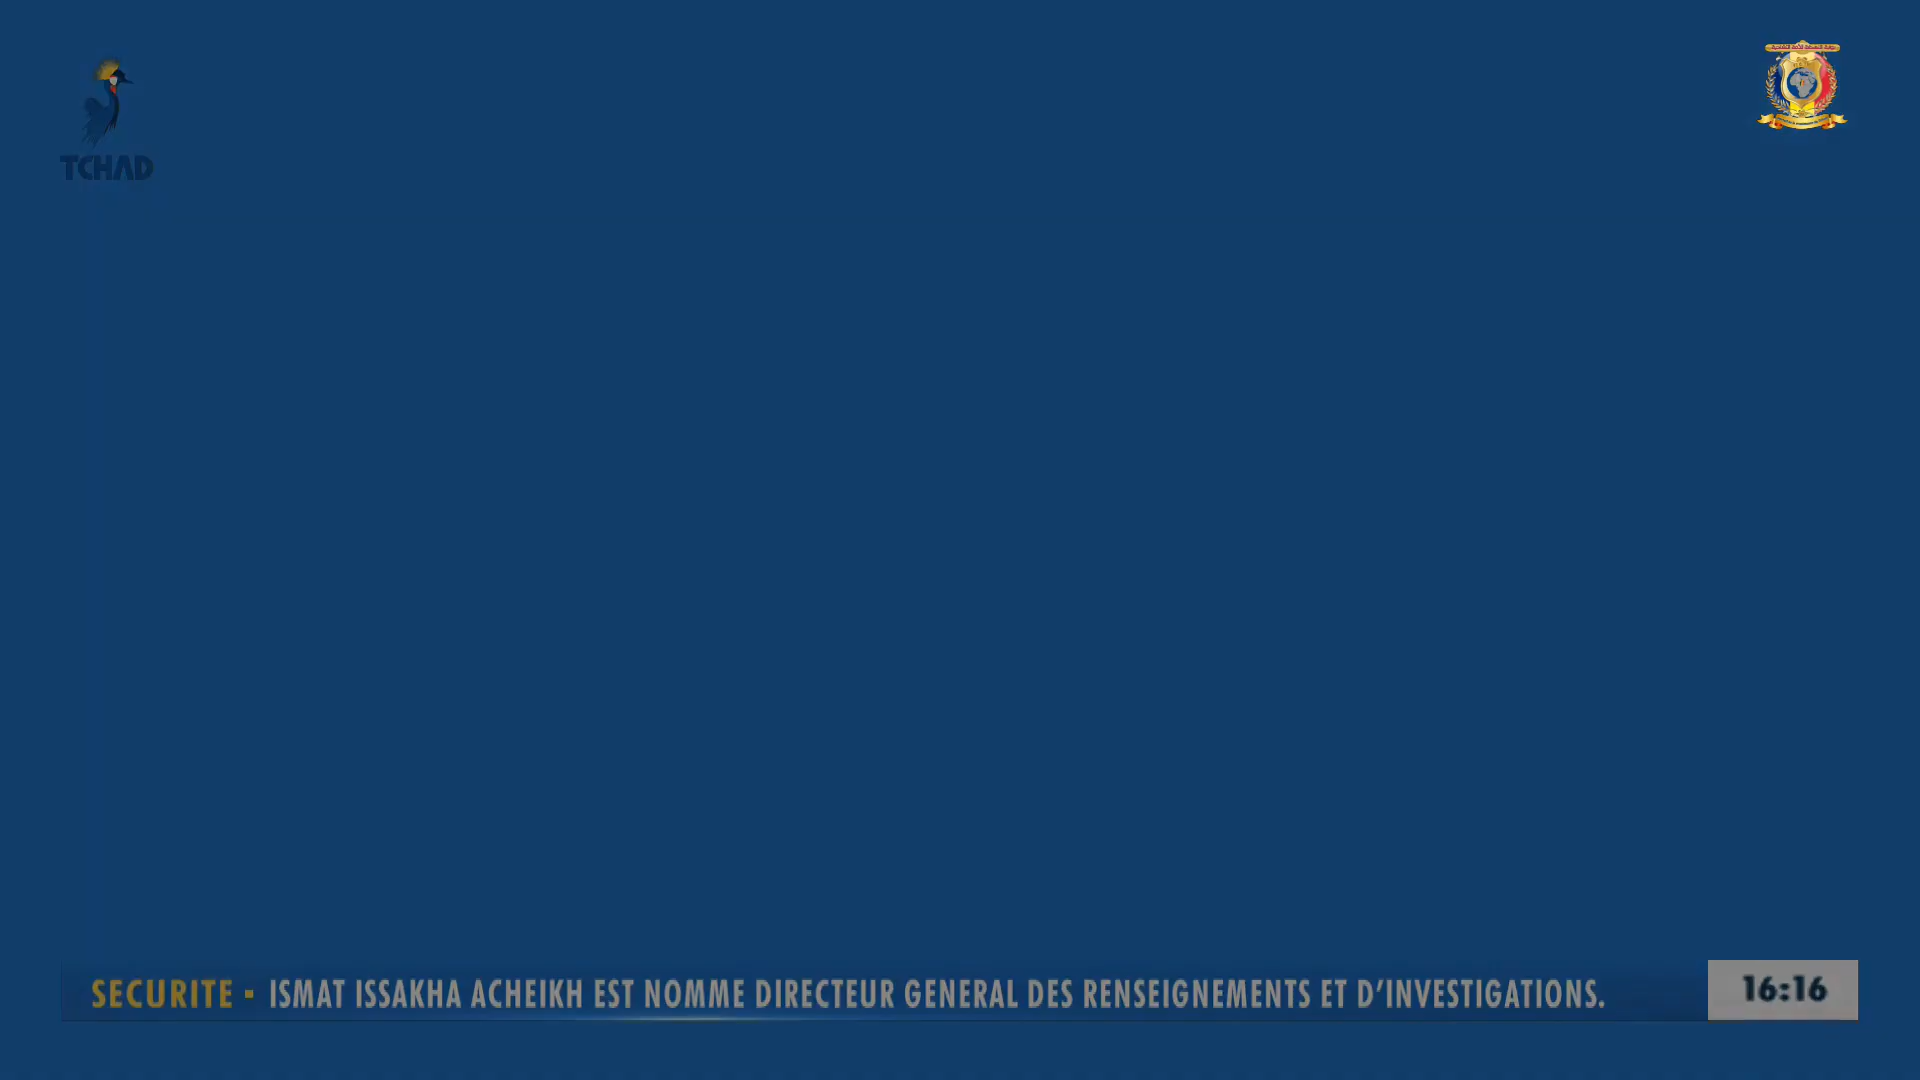 TCHAD
SECURITE · ISMAT ISSAKHA ACHEIKH EST NOMME DIRECTEUR GENERAL DES RENSEIGNEMENTS ET D'INVESTIGATIONS.
16:16